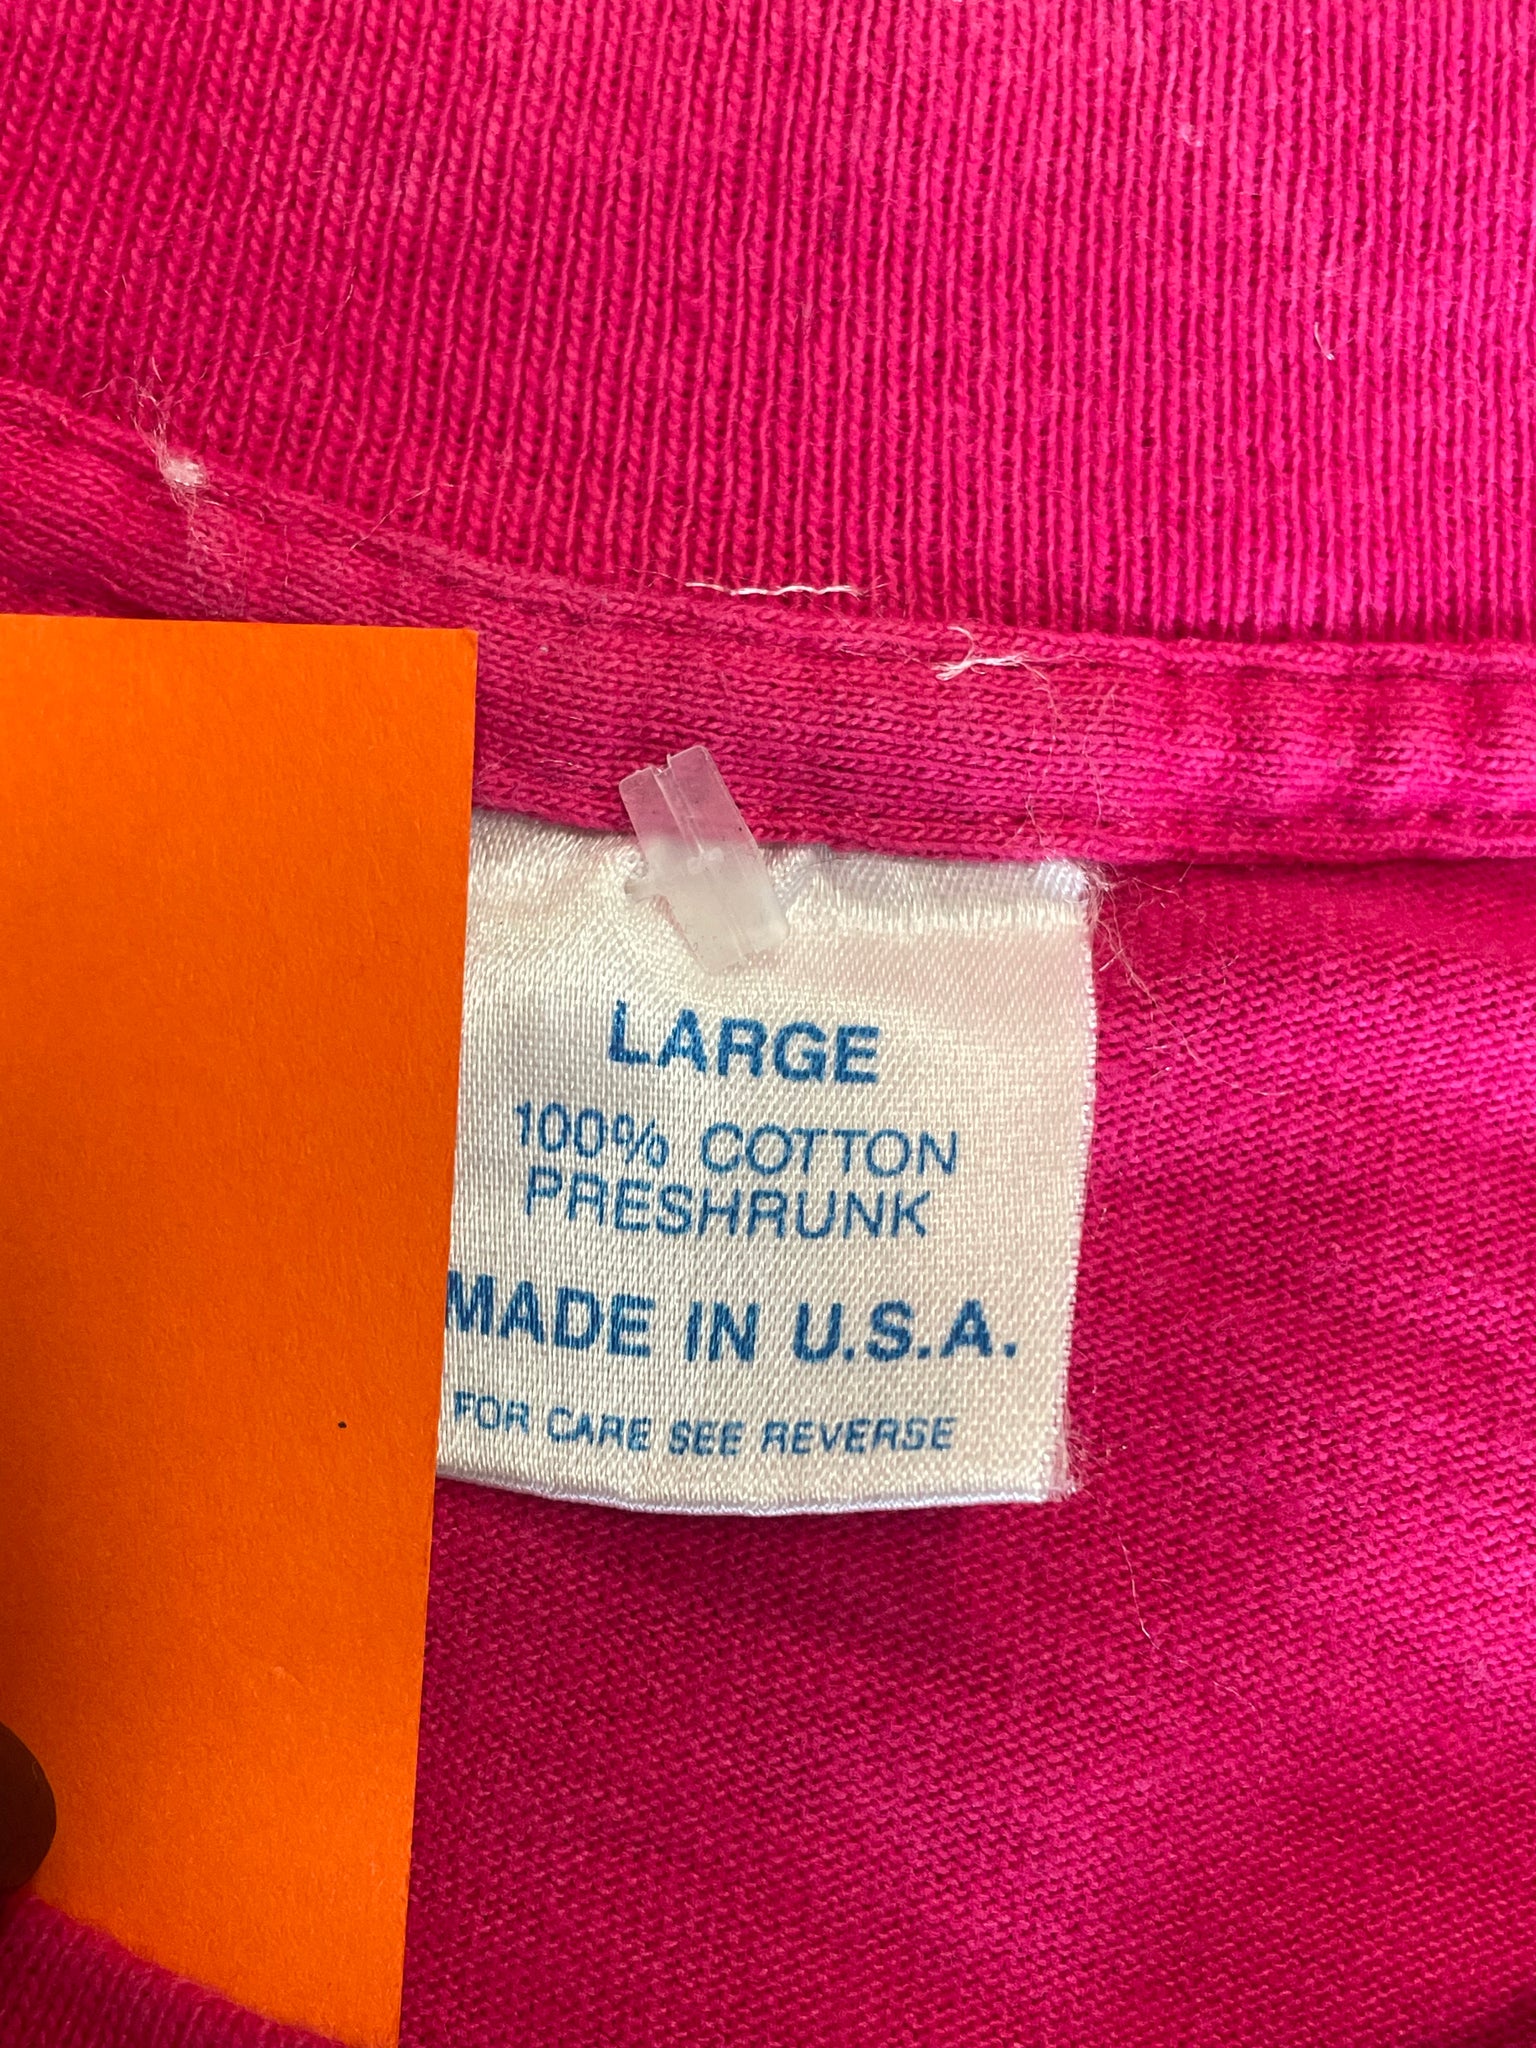 LARGE
100% COTTON
PRESHRUNK
MADE IN U.S.A.
FOR CARE SEE REVERSE